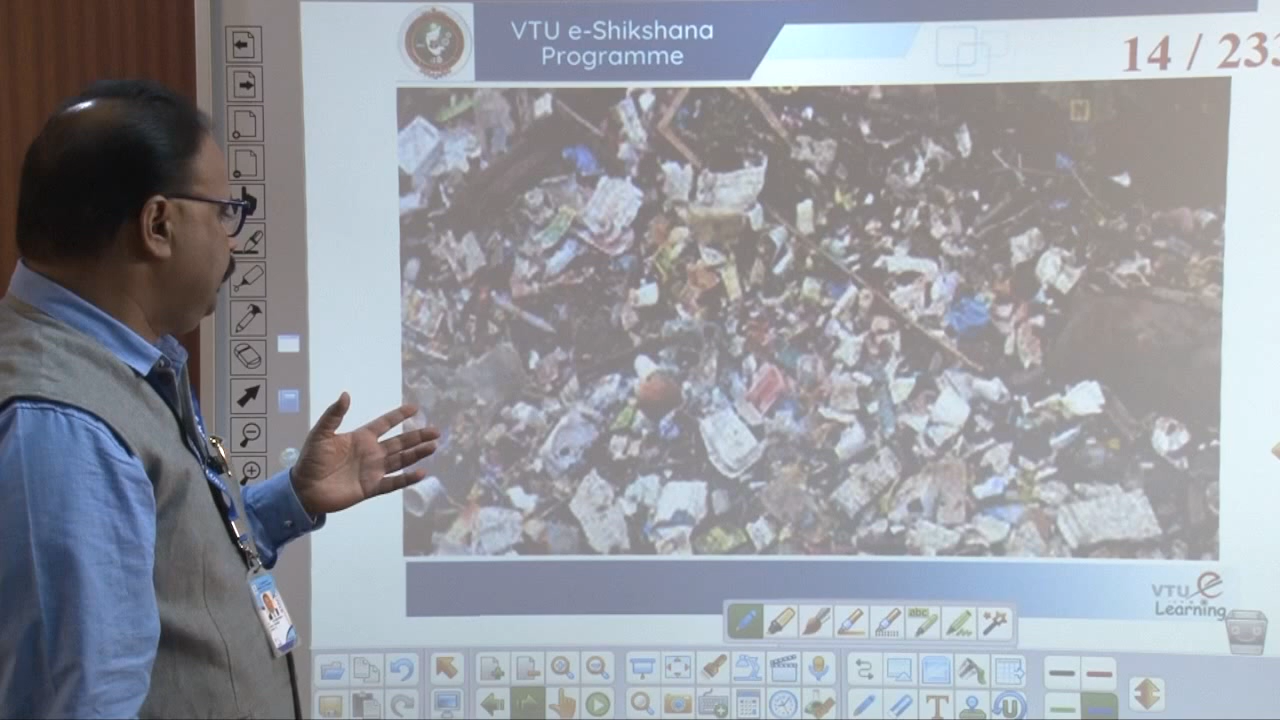 VTU e-Shikshana
Programme
14 / 233
VTU e
Learning
abc
T